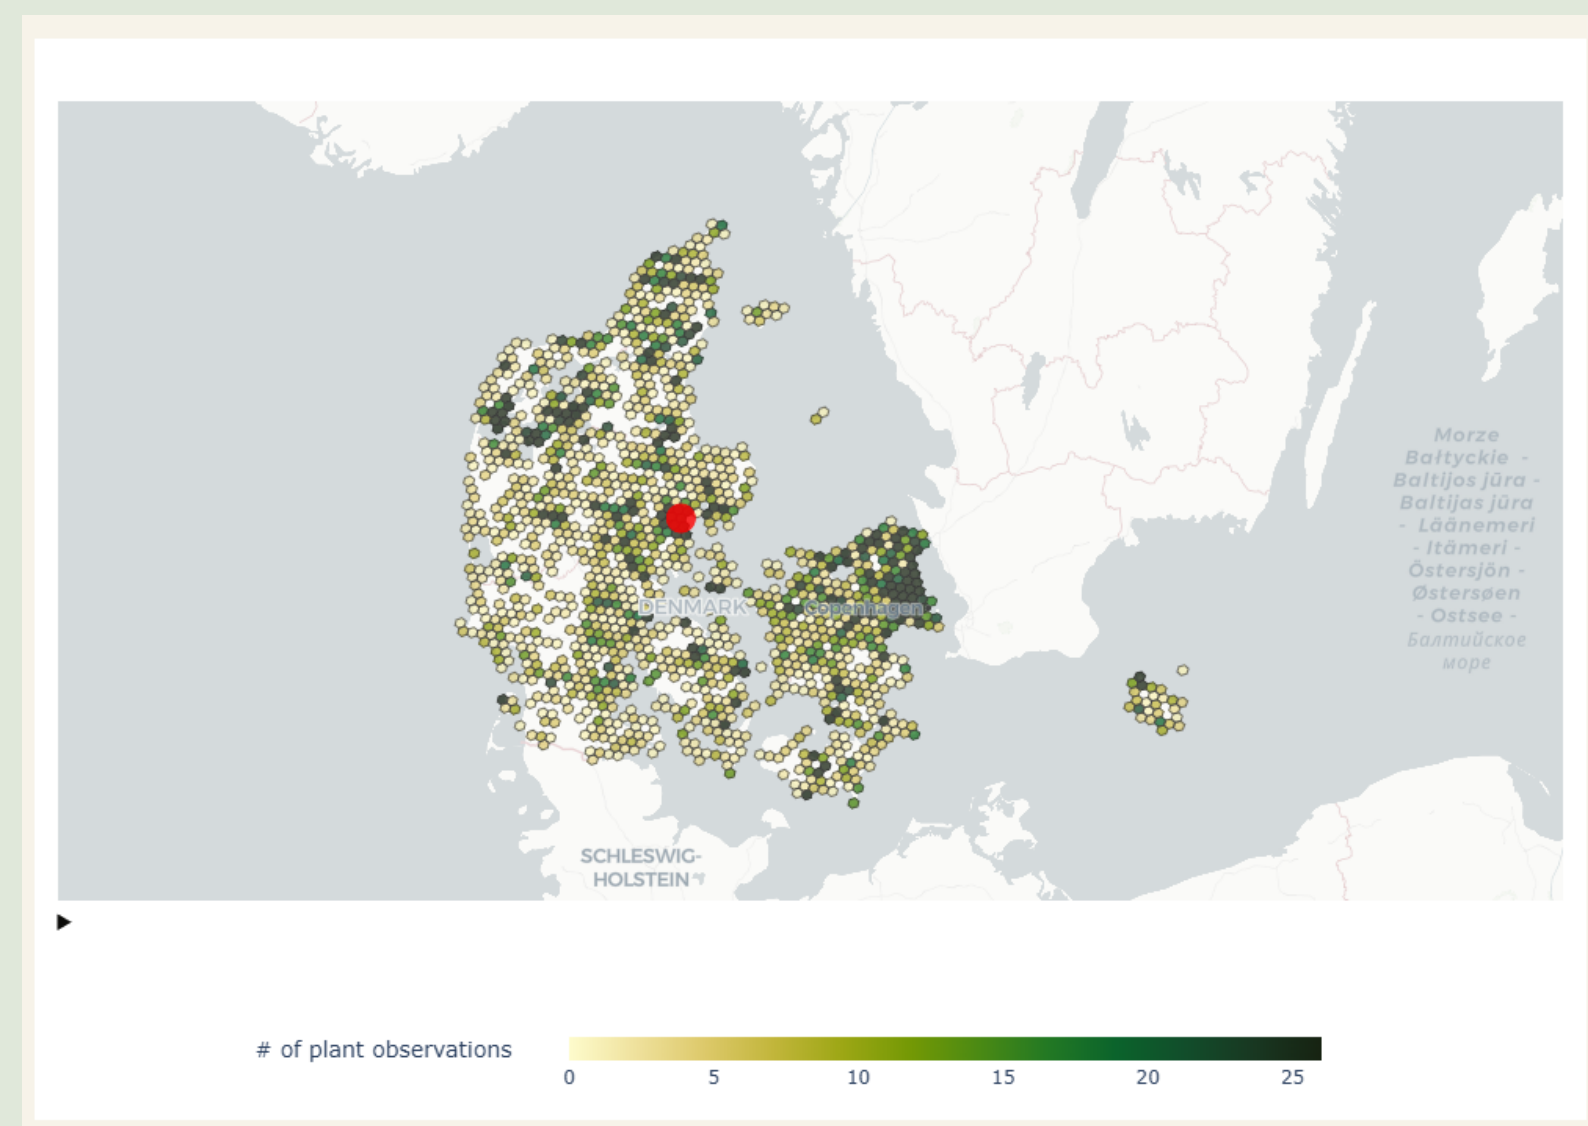 Morze
Bałtyckie -
Baltijos jūra -
Baltijas jūra
- Läänemeri
- Itämeri -
Östersjön -
Østersøen
- Ostsee -
Балтийское
море
DENMARK
Copenhagen
SCHLESWIG-
HOLSTEIN
# of plant observations
0 5 10 15 20 25